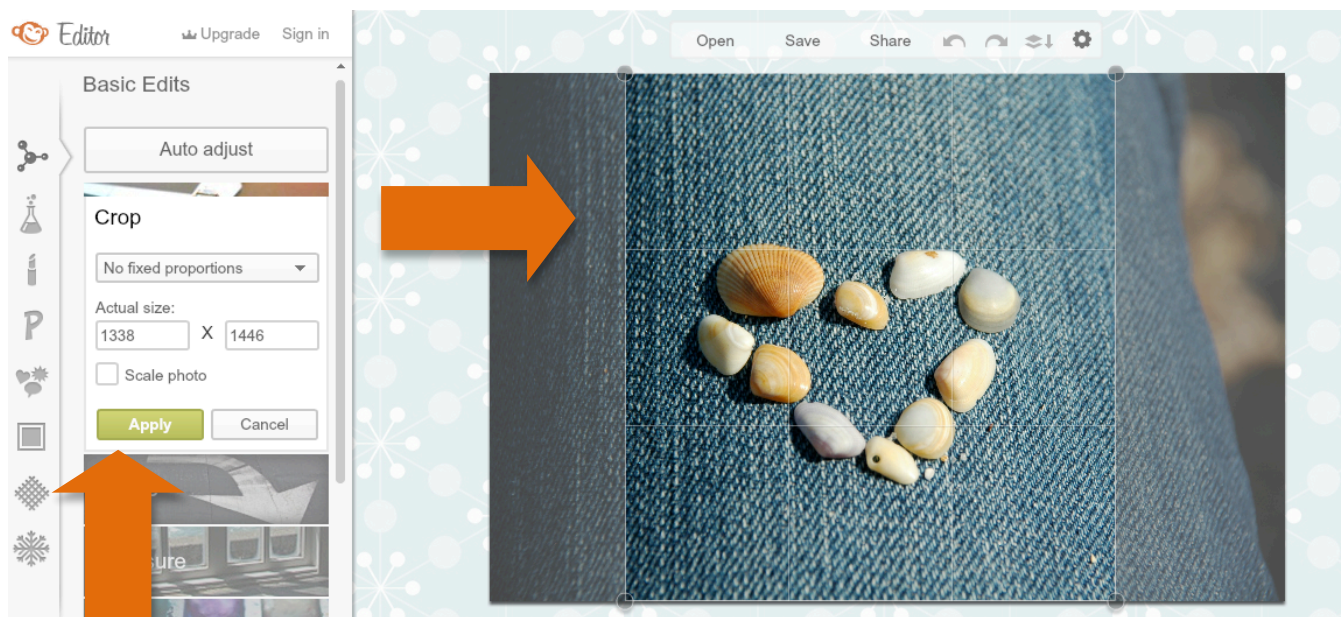 Editor
Upgrade Sign in
Open Save Share
Basic Edits
Auto adjust
Crop
No fixed proportions
Actual size:
1338 X 1446
Scale photo
Apply Cancel